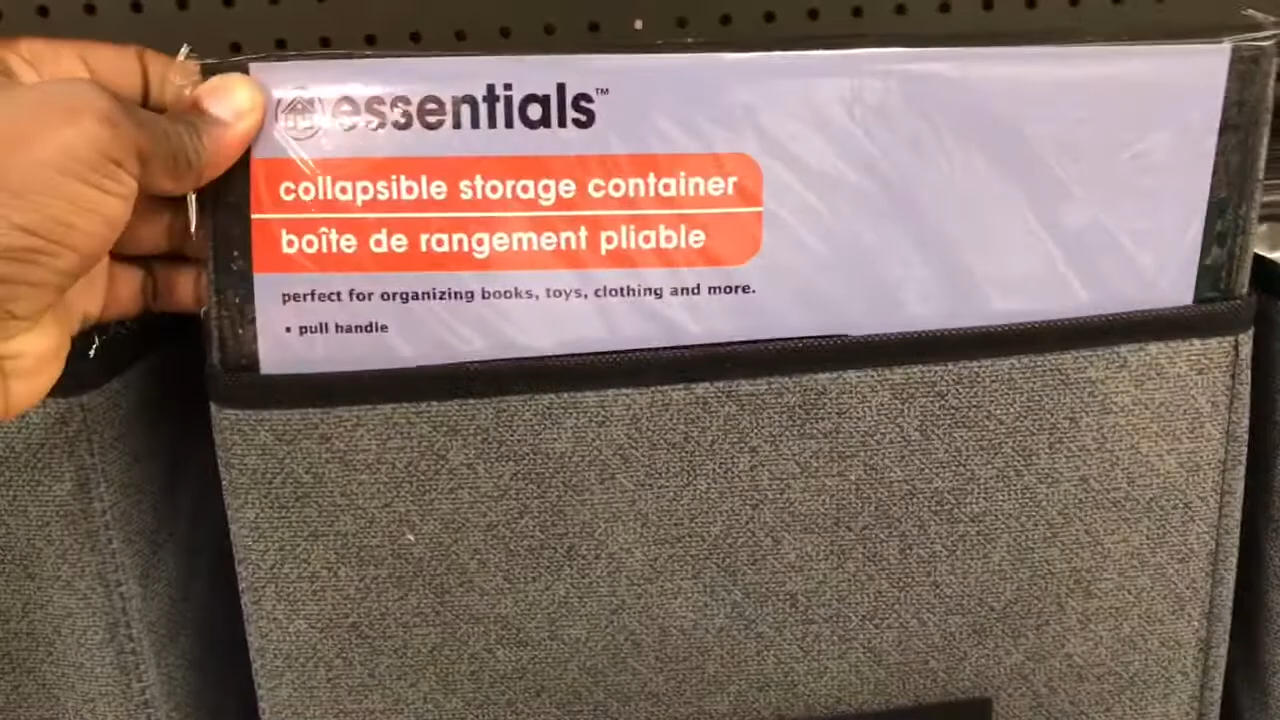 essentials™
collapsible storage container
boîte de rangement pliable
perfect for organizing books, toys, clothing and more.
• pull handle